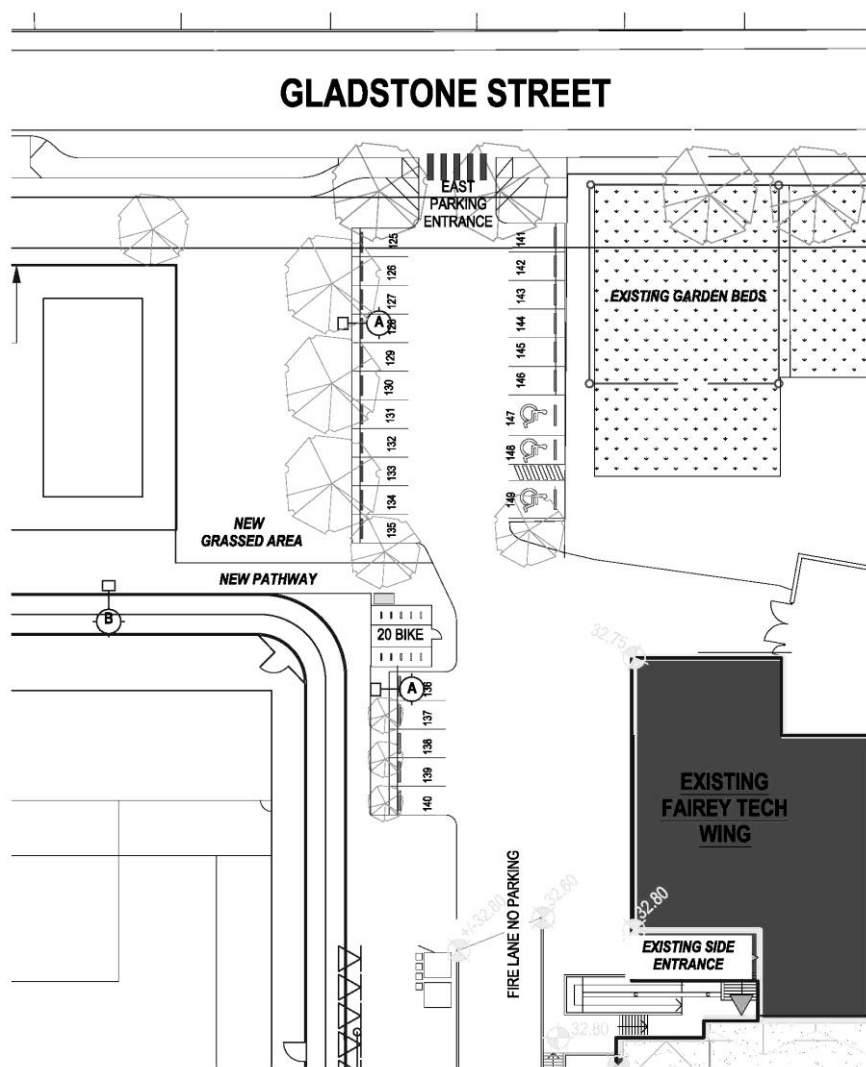 GLADSTONE STREET
EAST
PARKING
ENTRANCE
125
126
127
A
128
129
130
131
132
133
134
135
141
142
143
144
145
146
147
148
149
EXISTING GARDEN BEDS
NEW
GRASSED AREA
NEW PATHWAY
B
20 BIKE
A
136
137
138
139
140
32.75
EXISTING
FAIREY TECH
WING
FIRE LANE NO PARKING
+/-32.80
32.60
32.80
EXISTING SIDE
ENTRANCE
32.80